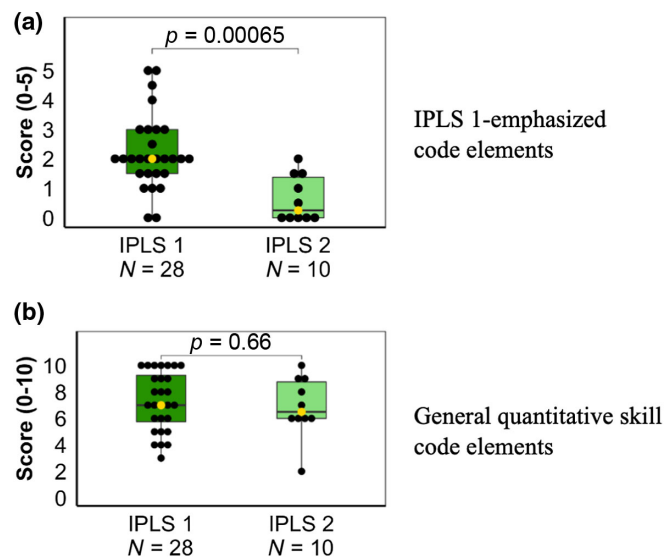 (a)
p = 0.00065
Score (0-5)
5
4
3
2
1
0
IPLS 1
N = 28
IPLS 2
N = 10
IPLS 1-emphasized
code elements
(b)
p = 0.66
Score (0-10)
10
8
6
4
2
0
IPLS 1
N = 28
IPLS 2
N = 10
General quantitative skill
code elements